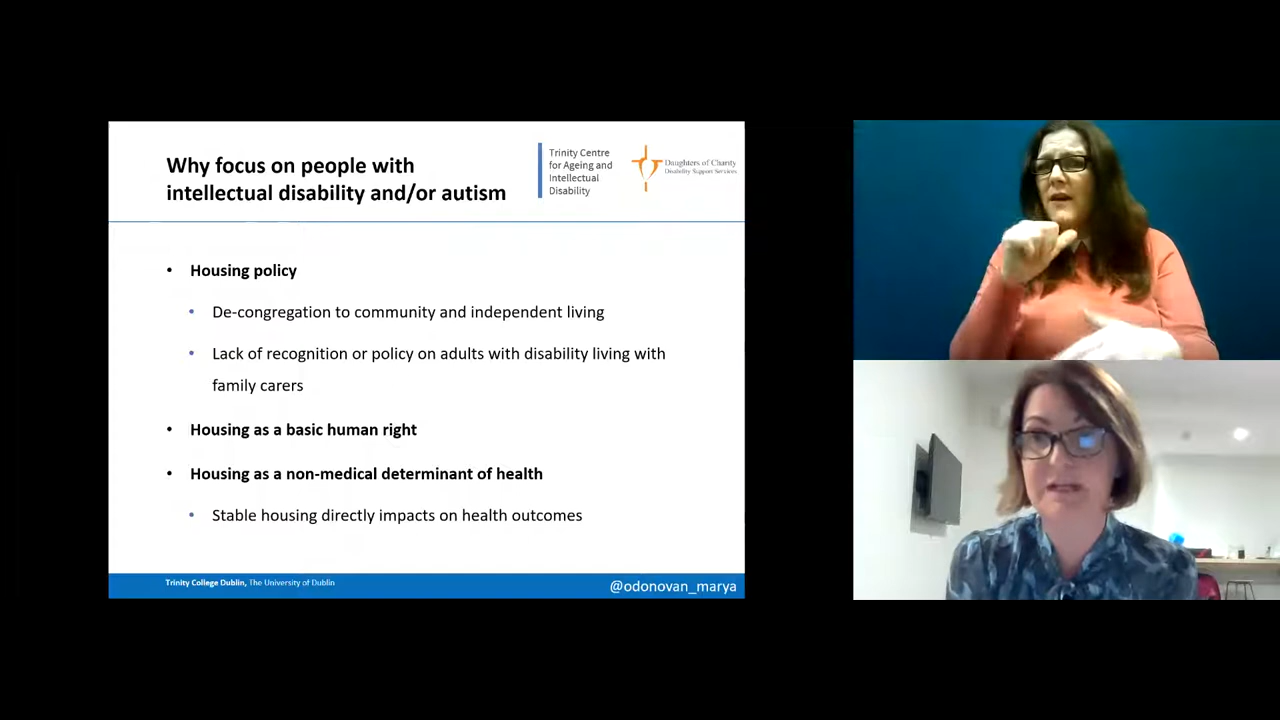 Why focus on people with
intellectual disability and/or autism
Trinity Centre
for Ageing and
Intellectual
Disability
Daughters of Charity
Disability Support Services
• Housing policy
• De-congregation to community and independent living
• Lack of recognition or policy on adults with disability living with
family carers
• Housing as a basic human right
• Housing as a non-medical determinant of health
• Stable housing directly impacts on health outcomes
Trinity College Dublin, The University of Dublin
@odonovan_marya